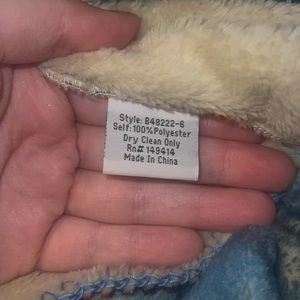 Style: B48222-6
Self:100%Polyester
Dry Clean Only
Rn# 149414
Made In China